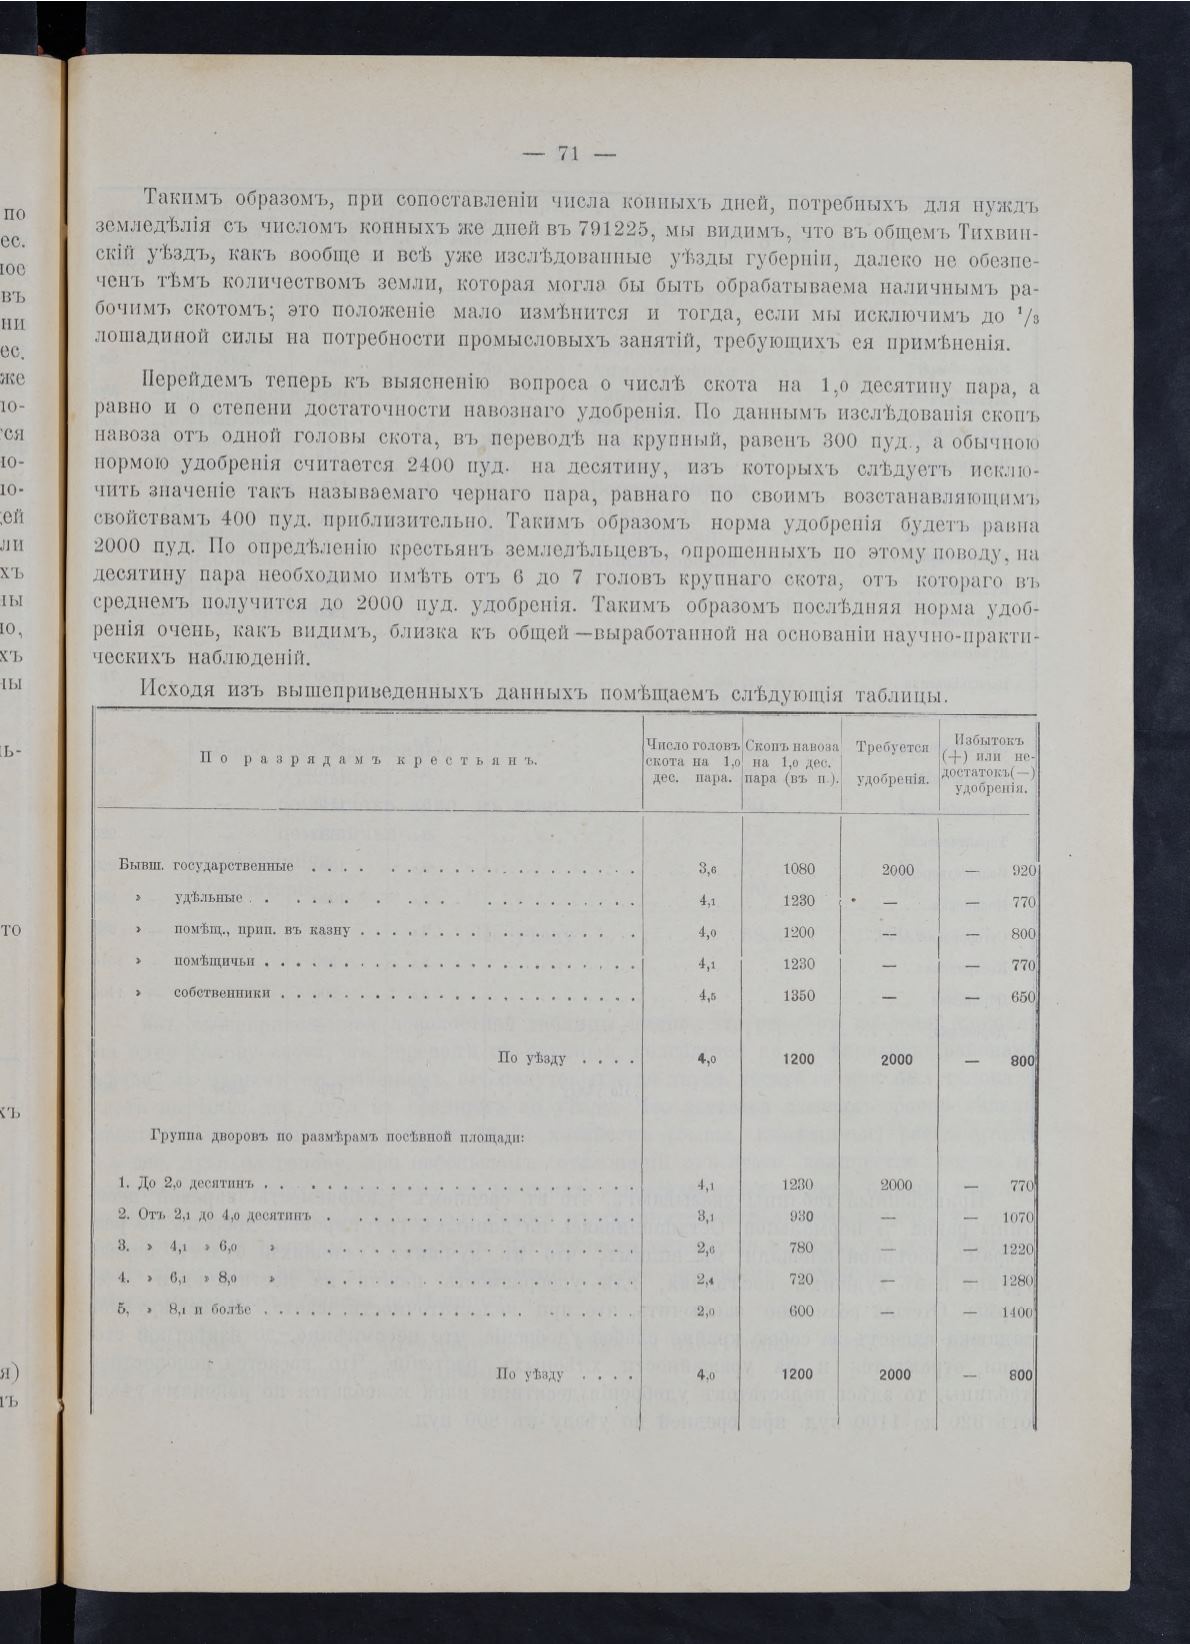 — 71 —
Такимъ образомъ, при сопоставленіи числа конныхъ дней, потребныхъ для нуждъ
земледѣлія съ числомъ конныхъ же дней въ 791225, мы видимъ, что въ общемъ Тихвин-
скій уѣздъ, какъ вообще и всѣ уже изслѣдованные уѣзды губерніи, далеко не обезпе-
ченъ тѣмъ количествомъ земли, которая могла бы быть обрабатываема наличнымъ ра-
бочимъ скотомъ; это положеніе мало измѣнится и тогда, если мы исключимъ до 1/3
лошадиной силы на потребности промысловыхъ занятій, требующихъ ея примѣненія.
Перейдемъ теперь къ выясненію вопроса о числѣ скота на 1,0 десятину пара, а
равно и о степени достаточности навознаго удобренія. По даннымъ изслѣдованія скопъ
навоза отъ одной головы скота, въ переводѣ на крупный, равенъ 300 пуд., а обычною
нормою удобренія считается 2400 пуд. на десятину, изъ которыхъ слѣдуетъ исклю-
чить значеніе такъ называемаго чернаго пара, равнаго по своимъ возстанавляющимъ
свойствамъ 400 пуд. приблизительно. Такимъ образомъ норма удобренія будетъ равна
2000 пуд. По опредѣленію крестьянъ земледѣльцевъ, опрошенныхъ по этому поводу, на
десятину пара необходимо имѣть отъ 6 до 7 головъ крупнаго скота, отъ котораго въ
среднемъ получится до 2000 пуд. удобренія. Такимъ образомъ послѣдняя норма удоб-
ренія очень, какъ видимъ, близка къ общей—выработанной на основаніи научно-практи-
ческихъ наблюденій.
Исходя изъ вышеприведенныхъ данныхъ помѣщаемъ слѣдующія таблицы.
По разрядамъ крестьянъ. Число головъ скота на 1,0 дес. пара. Скопъ навоза на 1,0 дес. пара (въ п.). Требуется удобренія. Избытокъ (+) или не-достатокъ(—) удобренія.
Бывш. государственные . . . . 3,6 1080 2000 — 920
» удѣльные . . . . 4,1 1230 — — 770
» помѣщ., прип. въ казну . . . . 4,0 1200 — — 800
» помѣщичьи . . . . 4,1 1230 — — 770
» собственники . . . . 4,5 1350 — — 650
По уѣзду . . . . 4,0 1200 2000 — 800
Группа дворовъ по размѣрамъ посѣвной площади:
1. До 2,0 десятинъ . . . . 4,1 1230 2000 — 770
2. Отъ 2,1 до 4,0 десятинъ . . . . 3,1 930 — — 1070
3. » 4,1 » 6,0 » . . . . 2,6 780 — — 1220
4. » 6,1 » 8,0 » . . . . 2,4 720 — — 1280
5. » 8,1 и болѣе . . . . 2,0 600 — — 1400
По уѣзду . . . . 4,0 1200 2000 — 800